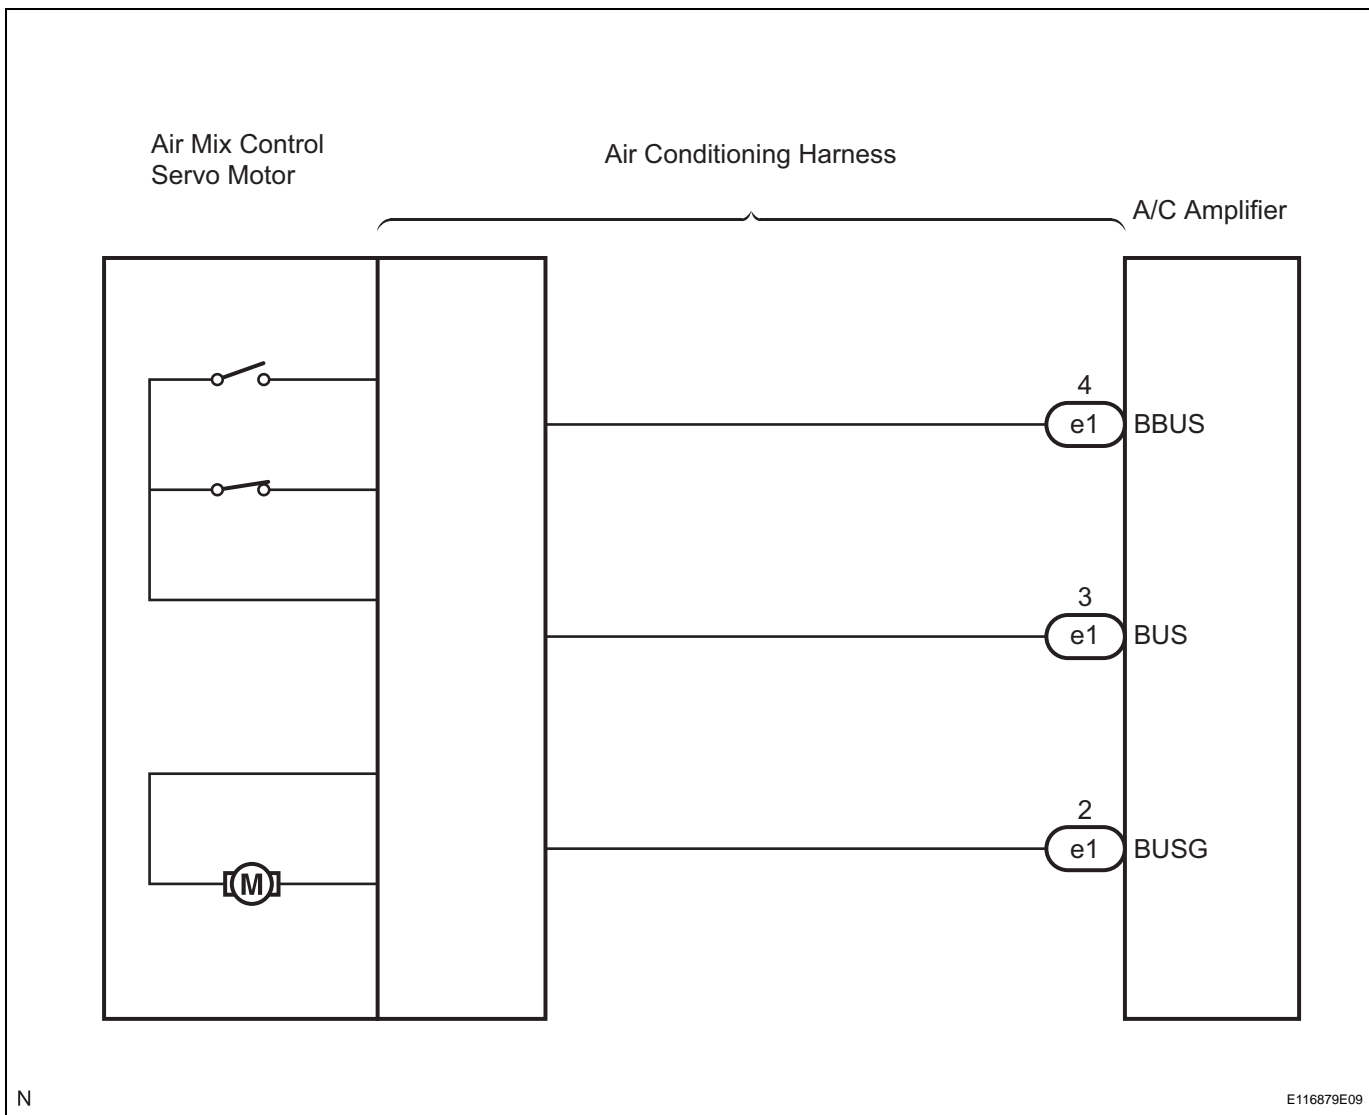 Air Mix Control
Servo Motor
Air Conditioning Harness
A/C Amplifier
4
e1 BBUS
3
e1 BUS
2
e1 BUSG
M
N
E116879E09